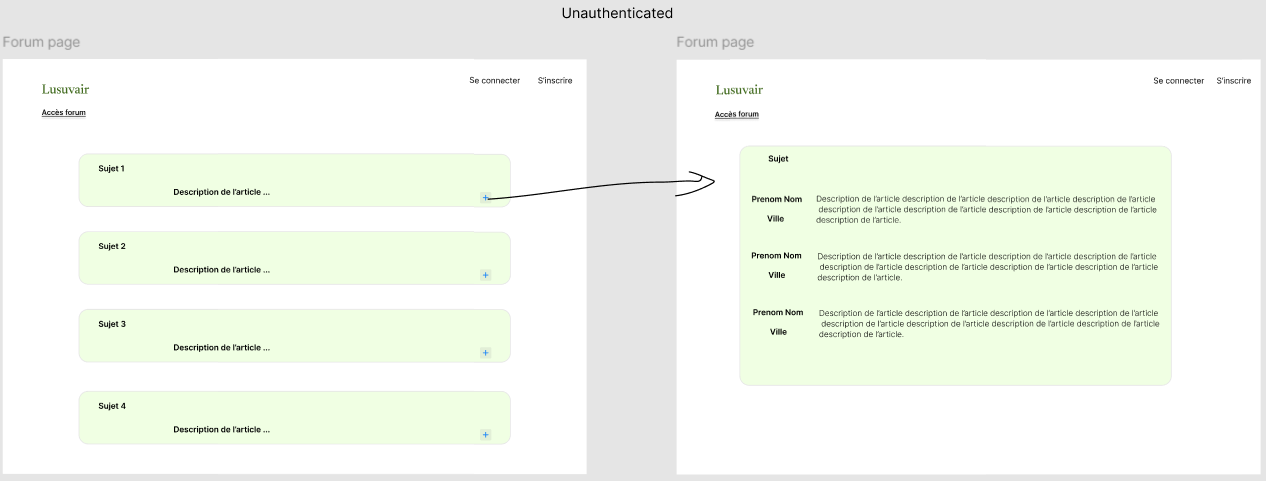 Unauthenticated
Forum page
Se connecter
S'inscrire
Lusuvair
Accès forum
Sujet 1
Description de l'article ...
+
Sujet 2
Description de l'article ...
+
Sujet 3
Description de l'article ...
+
Sujet 4
Description de l'article ...
+
Forum page
Se connecter
S'inscrire
Lusuvair
Accès forum
Sujet
Prenom Nom
Ville
Description de l'article description de l'article description de l'article description de l'article
description de l'article description de l'article description de l'article description de l'article
description de l'article.
Prenom Nom
Ville
Description de l'article description de l'article description de l'article description de l'article
description de l'article description de l'article description de l'article description de l'article
description de l'article.
Prenom Nom
Ville
Description de l'article description de l'article description de l'article description de l'article
description de l'article description de l'article description de l'article description de l'article
description de l'article.